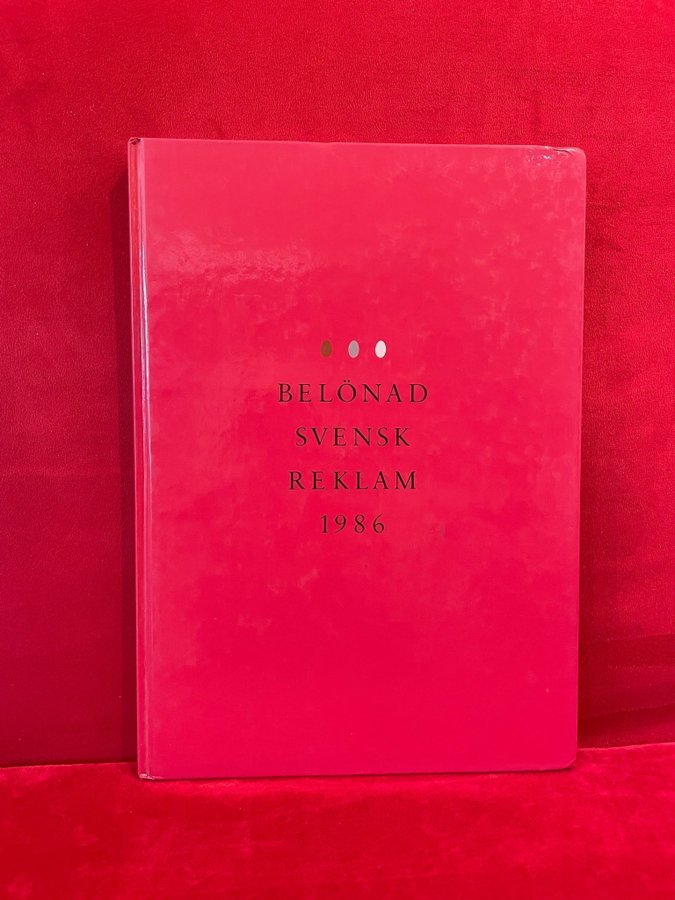 BELÖNAD
SVENSK
REKLAM
1986